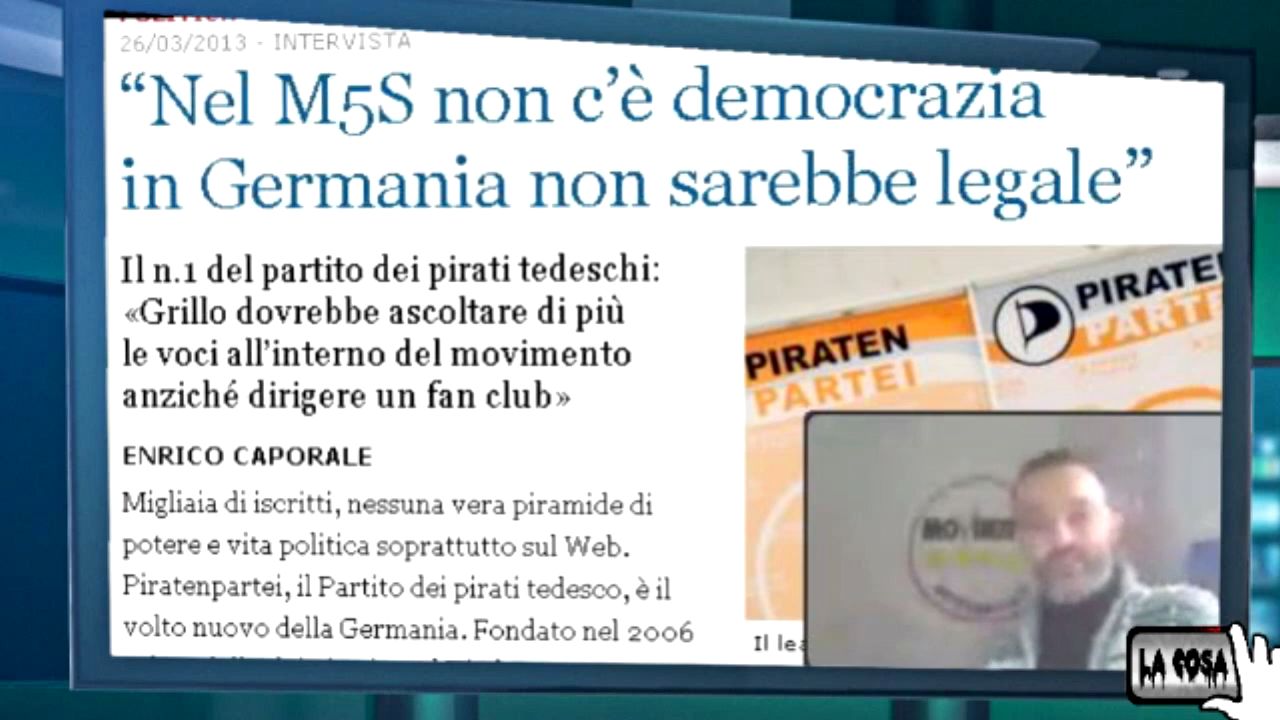 26/03/2013 - INTERVISTA
“Nel M5S non c’è democrazia
in Germania non sarebbe legale”
Il n.1 del partito dei pirati tedeschi:
«Grillo dovrebbe ascoltare di più
le voci all’interno del movimento
anziché dirigere un fan club»
ENRICO CAPORALE
Migliaia di iscritti, nessuna vera piramide di
potere e vita politica soprattutto sul Web.
Piratenpartei, il Partito dei pirati tedesco, è il
volto nuovo della Germania. Fondato nel 2006
PIRATEN
PARTEI
Il
LA COSA